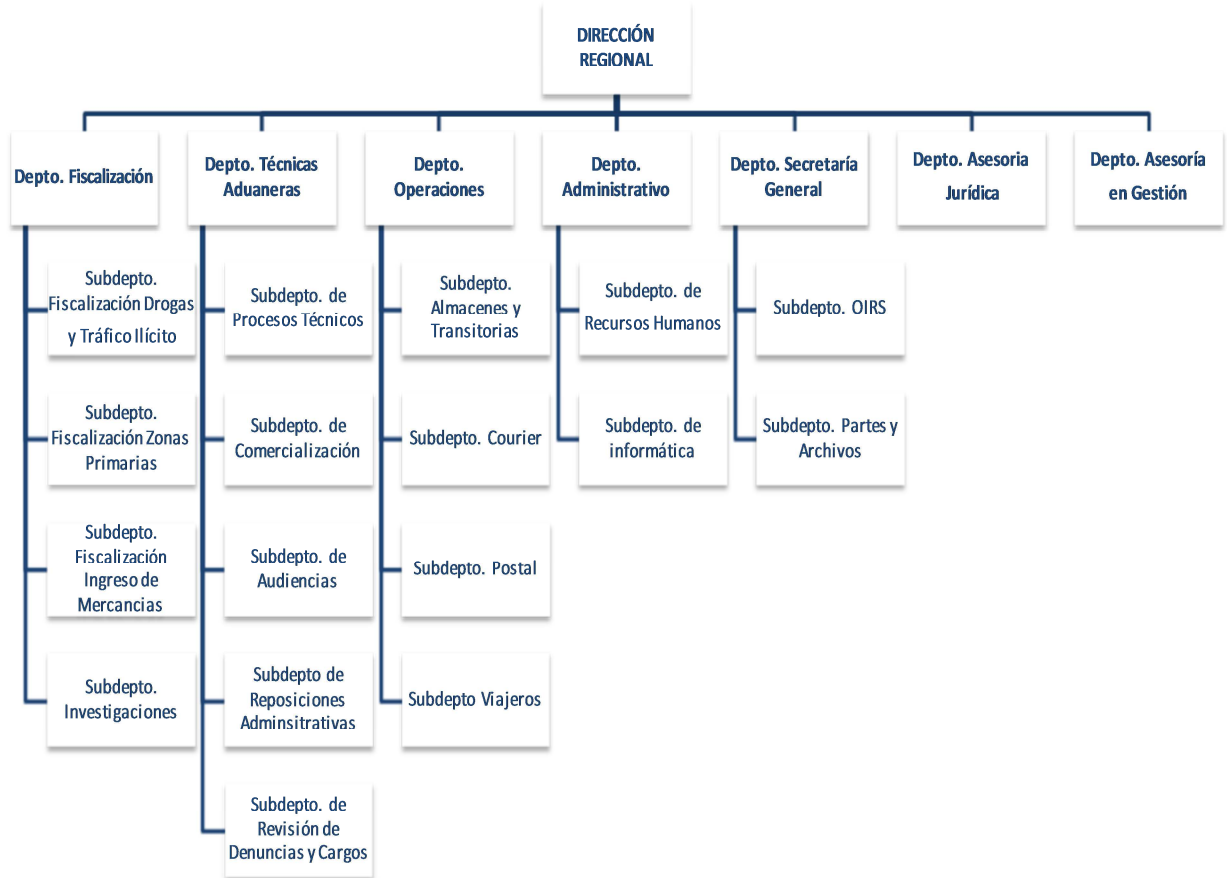 DIRECCIÓN
REGIONAL
Depto. Fiscalización
Depto. Técnicas
Aduaneras
Depto.
Operaciones
Depto.
Administrativo
Depto. Secretaría
General
Depto. Asesoria
Jurídica
Depto. Asesoría
en Gestión
Subdepto.
Fiscalización Drogas
y Tráfico Ilícito
Subdepto. de
Procesos Técnicos
Subdepto.
Almacenes y
Transitorias
Subdepto. de
Recursos Humanos
Subdepto. OIRS
Subdepto.
Fiscalización Zonas
Primarias
Subdepto. de
Comercialización
Subdepto. Courier
Subdepto. de
informática
Subdepto. Partes y
Archivos
Subdepto.
Fiscalización
Ingreso de
Mercancias
Subdepto. de
Audiencias
Subdepto. Postal
Subdepto.
Investigaciones
Subdepto de
Reposiciones
Adminsitrativas
Subdepto Viajeros
Subdepto. de
Revisión de
Denuncias y Cargos